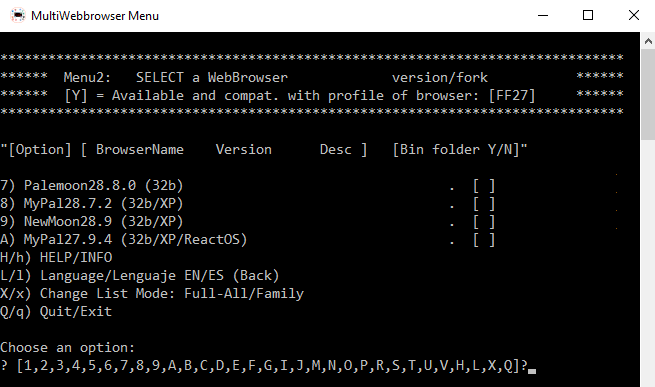 MultiWebbrowser Menu
******************************************************************************
****** Menu2: SELECT a WebBrowser version/fork ******
****** [Y] = Available and compat. with profile of browser: [FF27] ******
******************************************************************************
"[Option] [ BrowserName Version Desc ] [Bin folder Y/N]"
7) Palemoon28.8.0 (32b) . [ ]
8) MyPal28.7.2 (32b/XP) . [ ]
9) NewMoon28.9 (32b/XP) . [ ]
A) MyPal27.9.4 (32b/XP/ReactOS) . [ ]
H/h) HELP/INFO
L/l) Language/Lenguaje EN/ES (Back)
X/x) Change List Mode: Full-All/Family
Q/q) Quit/Exit
Choose an option:
? [1,2,3,4,5,6,7,8,9,A,B,C,D,E,F,G,I,J,M,N,O,P,R,S,T,U,V,H,L,X,Q]?